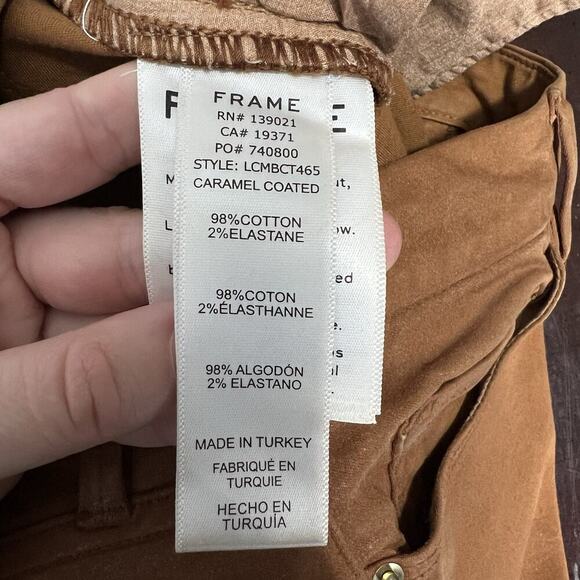 FRAME
RN# 139021
CA# 19371
PO# 740800
STYLE: LCMBCT465
CARAMEL COATED
98%COTTON
2%ELASTANE
98%COTON
2%ÉLASTHANNE
98% ALGODÓN
2% ELASTANO
MADE IN TURKEY
FABRIQUÉ EN
TURQUIE
HECHO EN
TURQUÍA